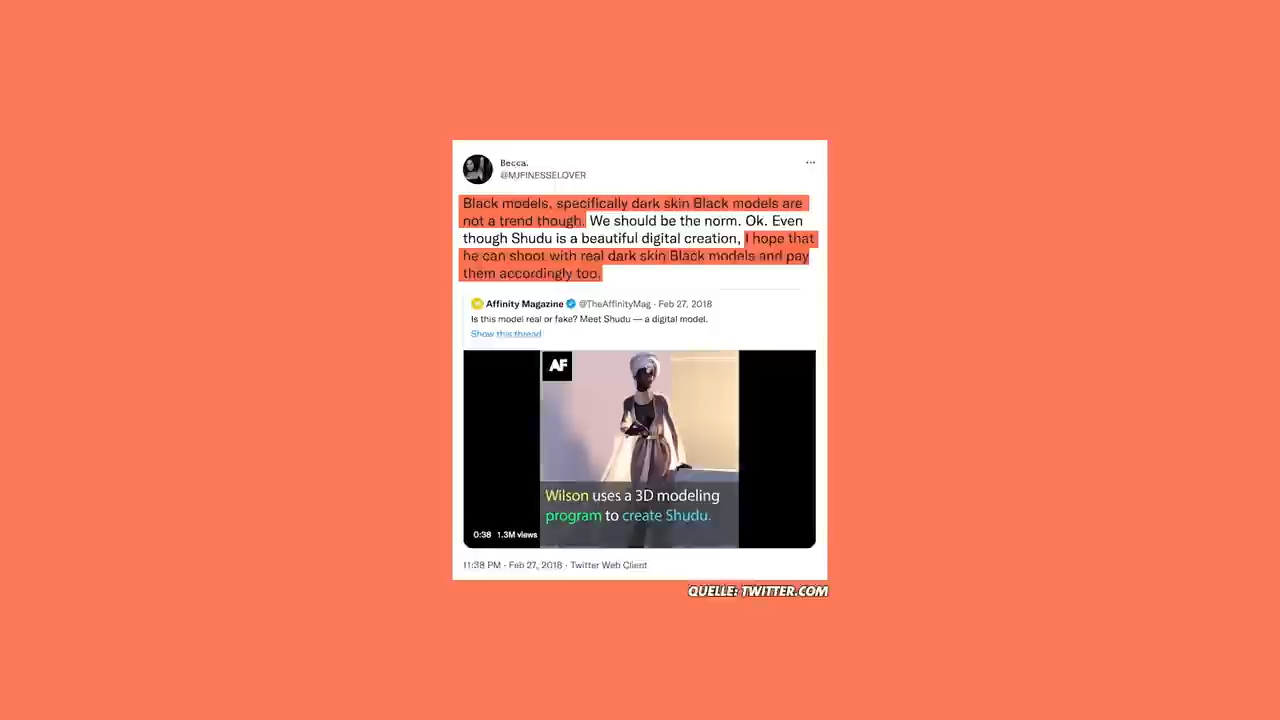 Becca.
@MJFINESSELOVER
Black models, specifically dark skin Black models are
not a trend though. We should be the norm. Ok. Even
though Shudu is a beautiful digital creation, I hope that
he can shoot with real dark skin Black models and pay
them accordingly too.
Affinity Magazine @TheAffinityMag · Feb 27, 2018
Is this model real or fake? Meet Shudu — a digital model.
Show this thread
AF
Wilson uses a 3D modeling
program to create Shudu.
0:38 1.3M views
11:38 PM · Feb 27, 2018 · Twitter Web Client
QUELLE: TWITTER.COM